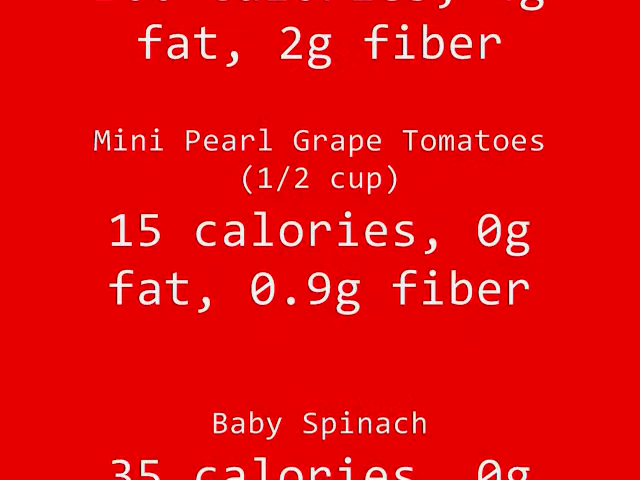 fat, 2g fiber
Mini Pearl Grape Tomatoes
(1/2 cup)
15 calories, 0g
fat, 0.9g fiber
Baby Spinach
35 calories, 0g